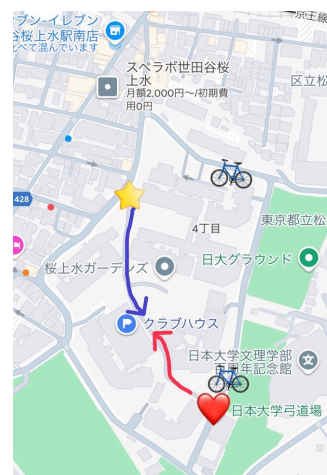 ブン-イレブン
谷桜上水駅南店
比べて混んでいます
京王線
スペラボ世田谷桜
上水
月額2,000円~/初期費
用0円
区立松
428
4丁目
東京都立松
日大グラウンド
桜上水ガーデンズ
P
クラブハウス
日本大学文理学部
百周年記念館
文
日本大学弓道場